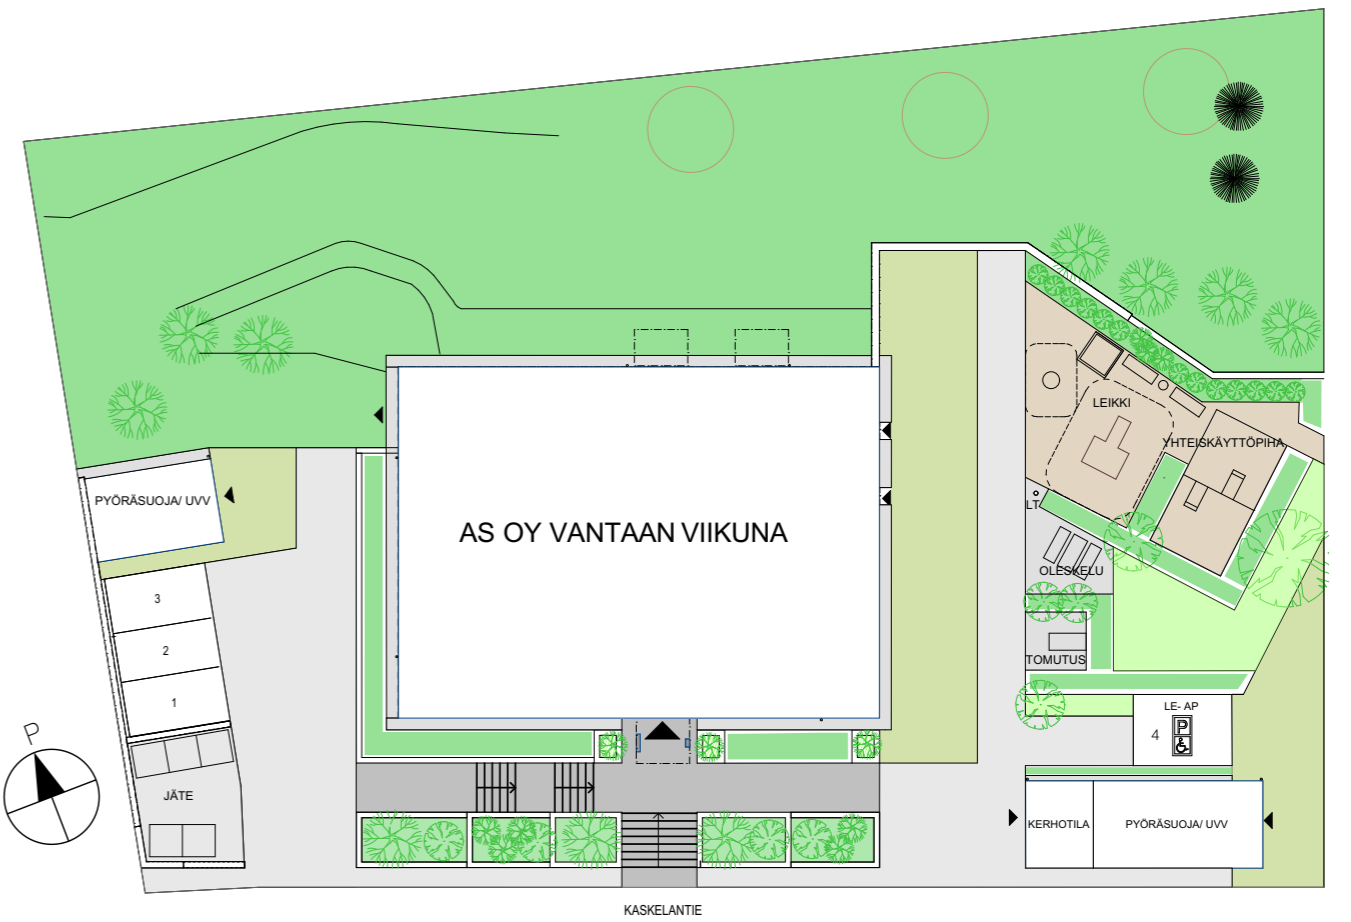 LEIKKI
YHTEISKÄYTTÖPIHA
PYÖRÄSUOJA/ UVV
LT
AS OY VANTAAN VIIKUNA
OLESKELU
3
2
TOMUTUS
1
LE- AP
4
P
P
JÄTE
KERHOTILA
PYÖRÄSUOJA/ UVV
KASKELANTIE